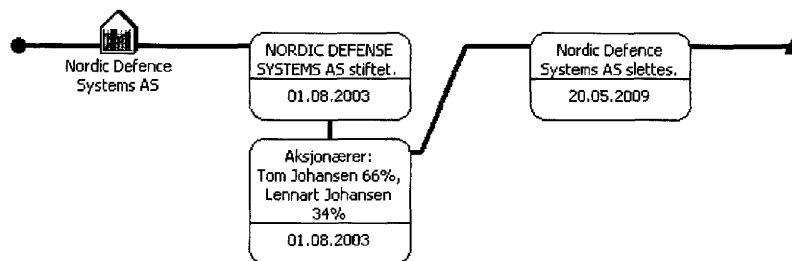 Nordic Defence
Systems AS
NORDIC DEFENSE
SYSTEMS AS stiftet.
01.08.2003
Aksjonærer:
Tom Johansen 66%,
Lennart Johansen
34%
01.08.2003
Nordic Defence
Systems AS slettes.
20.05.2009